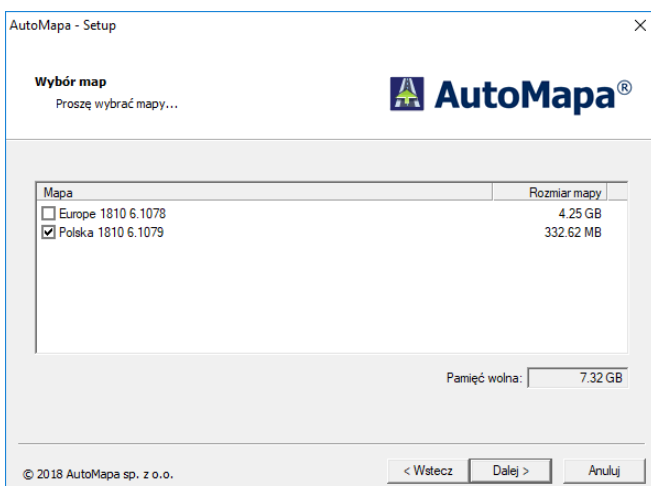 AutoMapa - Setup
Wybór map
Proszę wybrać mapy...
AutoMapa®
Mapa Rozmiar mapy
Europe 1810 6.1078 4.25 GB
Polska 1810 6.1079 332.62 MB
Pamięć wolna: 7.32 GB
© 2018 AutoMapa sp. z o.o.
< Wstecz Dalej > Anuluj